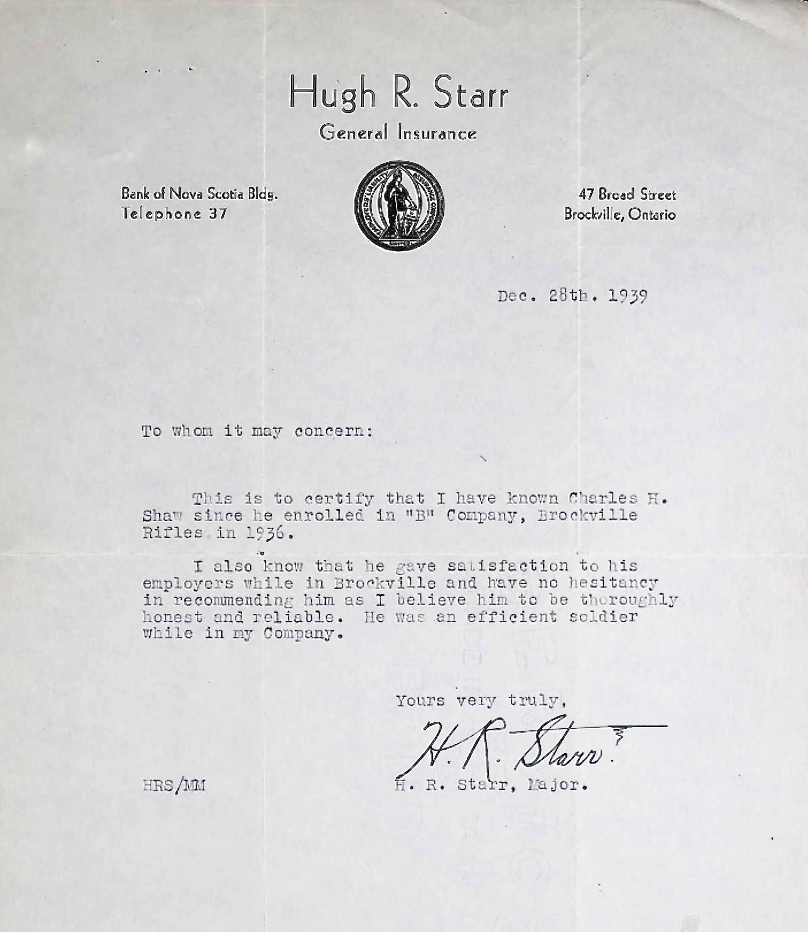 Hugh R. Starr
General Insurance
Bank of Nova Scotia Bldg.
Telephone 37
47 Broad Street
Brockville, Ontario
Dec. 28th. 1939
To whom it may concern:
This is to certify that I have known Charles H.
Shaw since he enrolled in "B" Company, Brockville
Rifles in 1936.
I also know that he gave satisfaction to his
employers while in Brockville and have no hesitancy
in recommending him as I believe him to be thoroughly
honest and reliable. He was an efficient soldier
while in my Company.
Yours very truly,
H. R. Starr
HRS/MM
H. R. Starr, Major.